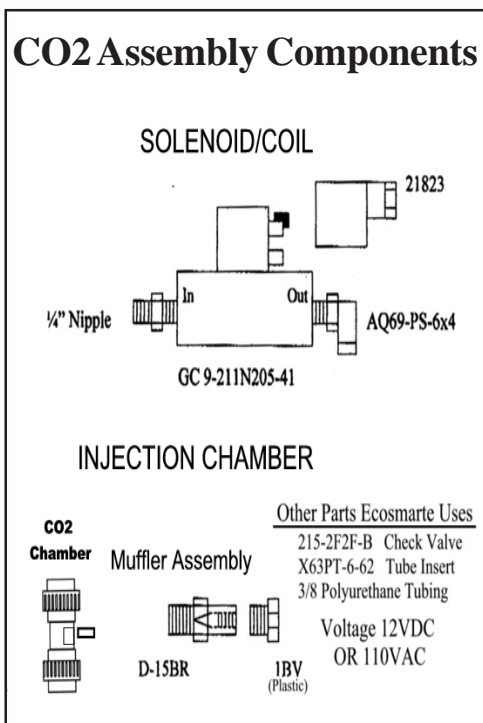 CO2 Assembly Components
SOLENOID/COIL
21823
In
Out
¼" Nipple
AQ69-PS-6x4
GC 9-211N205-41
INJECTION CHAMBER
CO2
Chamber
Muffler Assembly
D-15BR
1BV
(Plastic)
Other Parts Ecosmarte Uses
215-2F2F-B Check Valve
X63PT-6-62 Tube Insert
3/8 Polyurethane Tubing
Voltage 12VDC
OR 110VAC